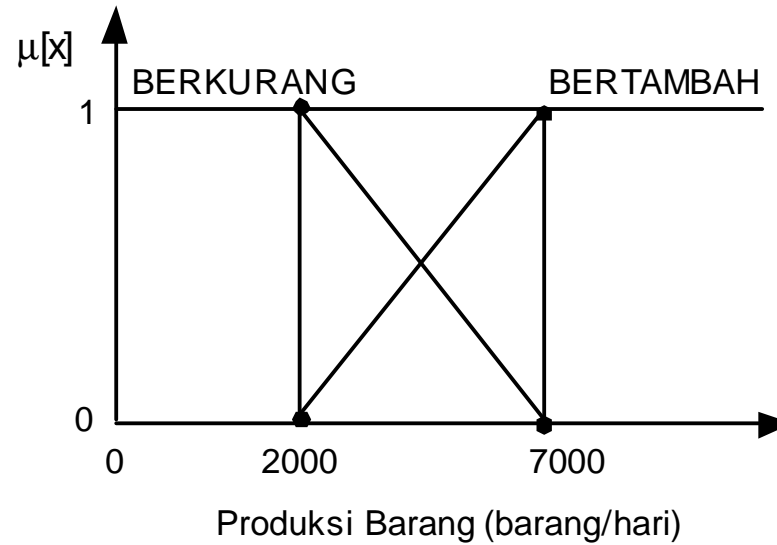 μ[x]
BERKURANG BERTAMBAH
1
0
0 2000 7000
Produksi Barang (barang/hari)